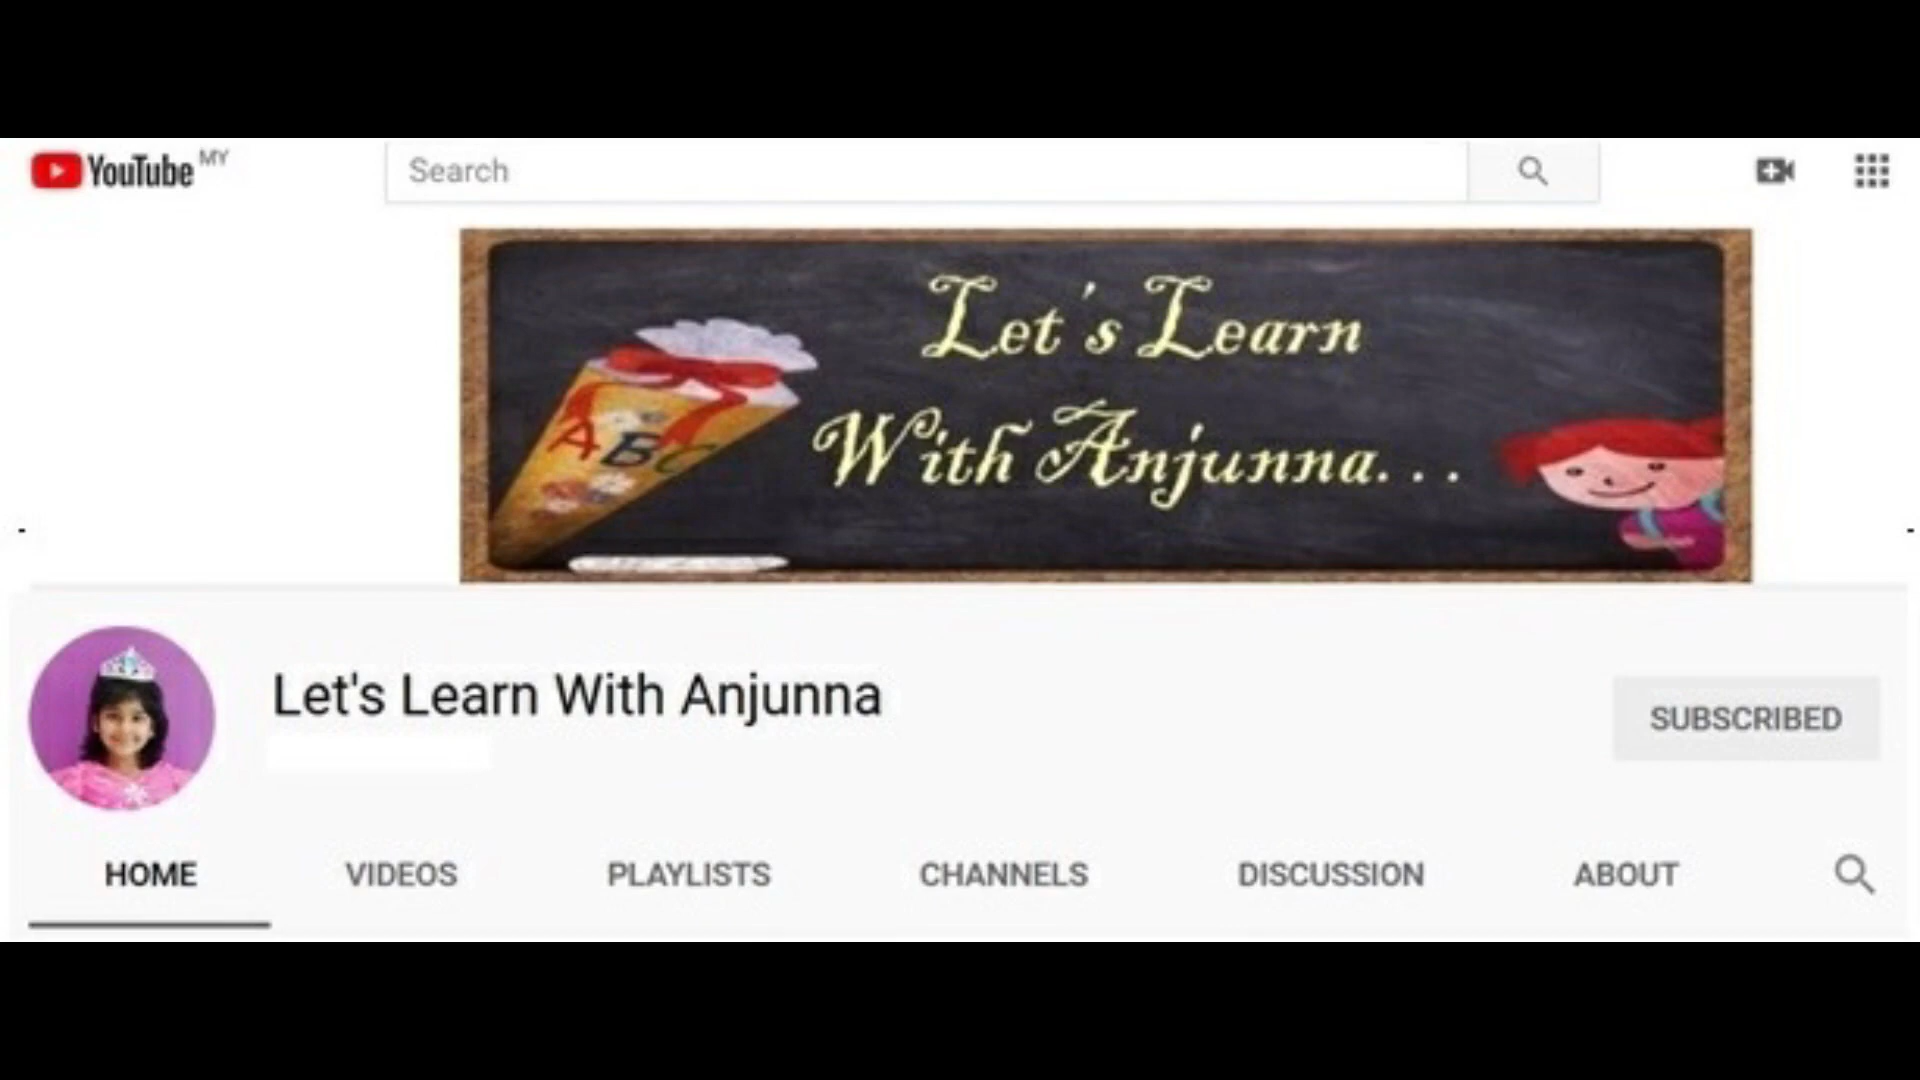 YouTube MY
Search
Let's Learn
With Anjunna...
ABC
Let's Learn With Anjunna
SUBSCRIBED
HOME VIDEOS PLAYLISTS CHANNELS DISCUSSION ABOUT